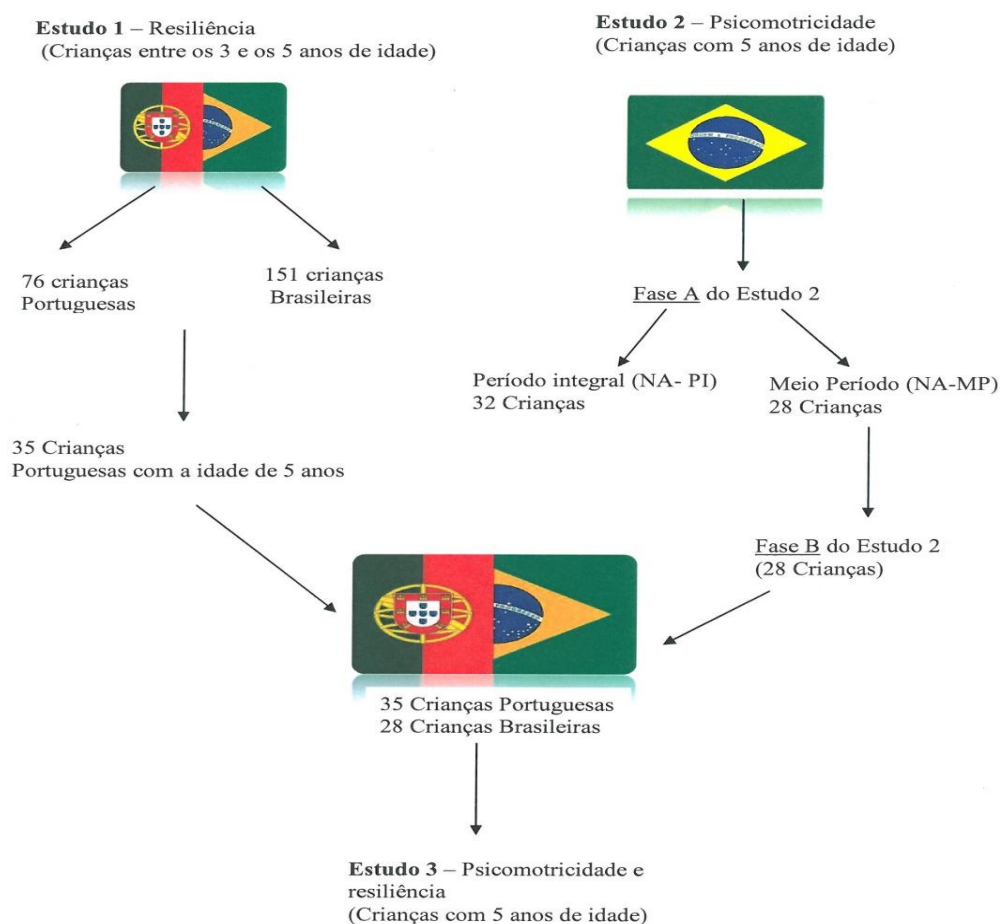 Estudo 1 – Resiliência
(Crianças entre os 3 e os 5 anos de idade)
Estudo 2 – Psicomotricidade
(Crianças com 5 anos de idade)
76 crianças
Portuguesas
151 crianças
Brasileiras
Fase A do Estudo 2
Período integral (NA- PI)
32 Crianças
Meio Período (NA-MP)
28 Crianças
35 Crianças
Portuguesas com a idade de 5 anos
Fase B do Estudo 2
(28 Crianças)
35 Crianças Portuguesas
28 Crianças Brasileiras
Estudo 3 – Psicomotricidade e
resiliência
(Crianças com 5 anos de idade)